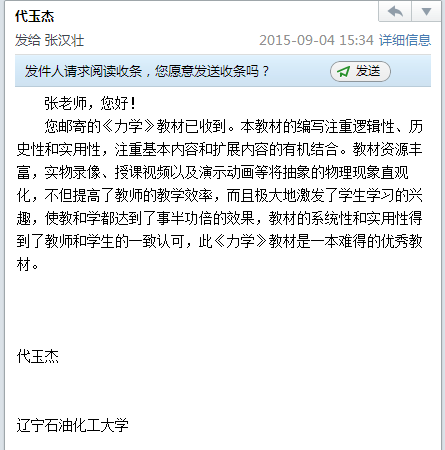 代玉杰
发给 张汉壮 2015-09-04 15:34 详细信息
发件人请求阅读收条，您愿意发送收条吗？ 发送
张老师，您好！
您邮寄的《力学》教材已收到。本教材的编写注重逻辑性、历
史性和实用性，注重基本内容和扩展内容的有机结合。教材资源丰
富，实物录像、授课视频以及演示动画等将抽象的物理现象直观
化，不但提高了教师的教学效率，而且极大地激发了学生学习的兴
趣，使教和学都达到了事半功倍的效果，教材的系统性和实用性得
到了教师和学生的一致认可，此《力学》教材是一本难得的优秀教
材。
代玉杰
辽宁石油化工大学